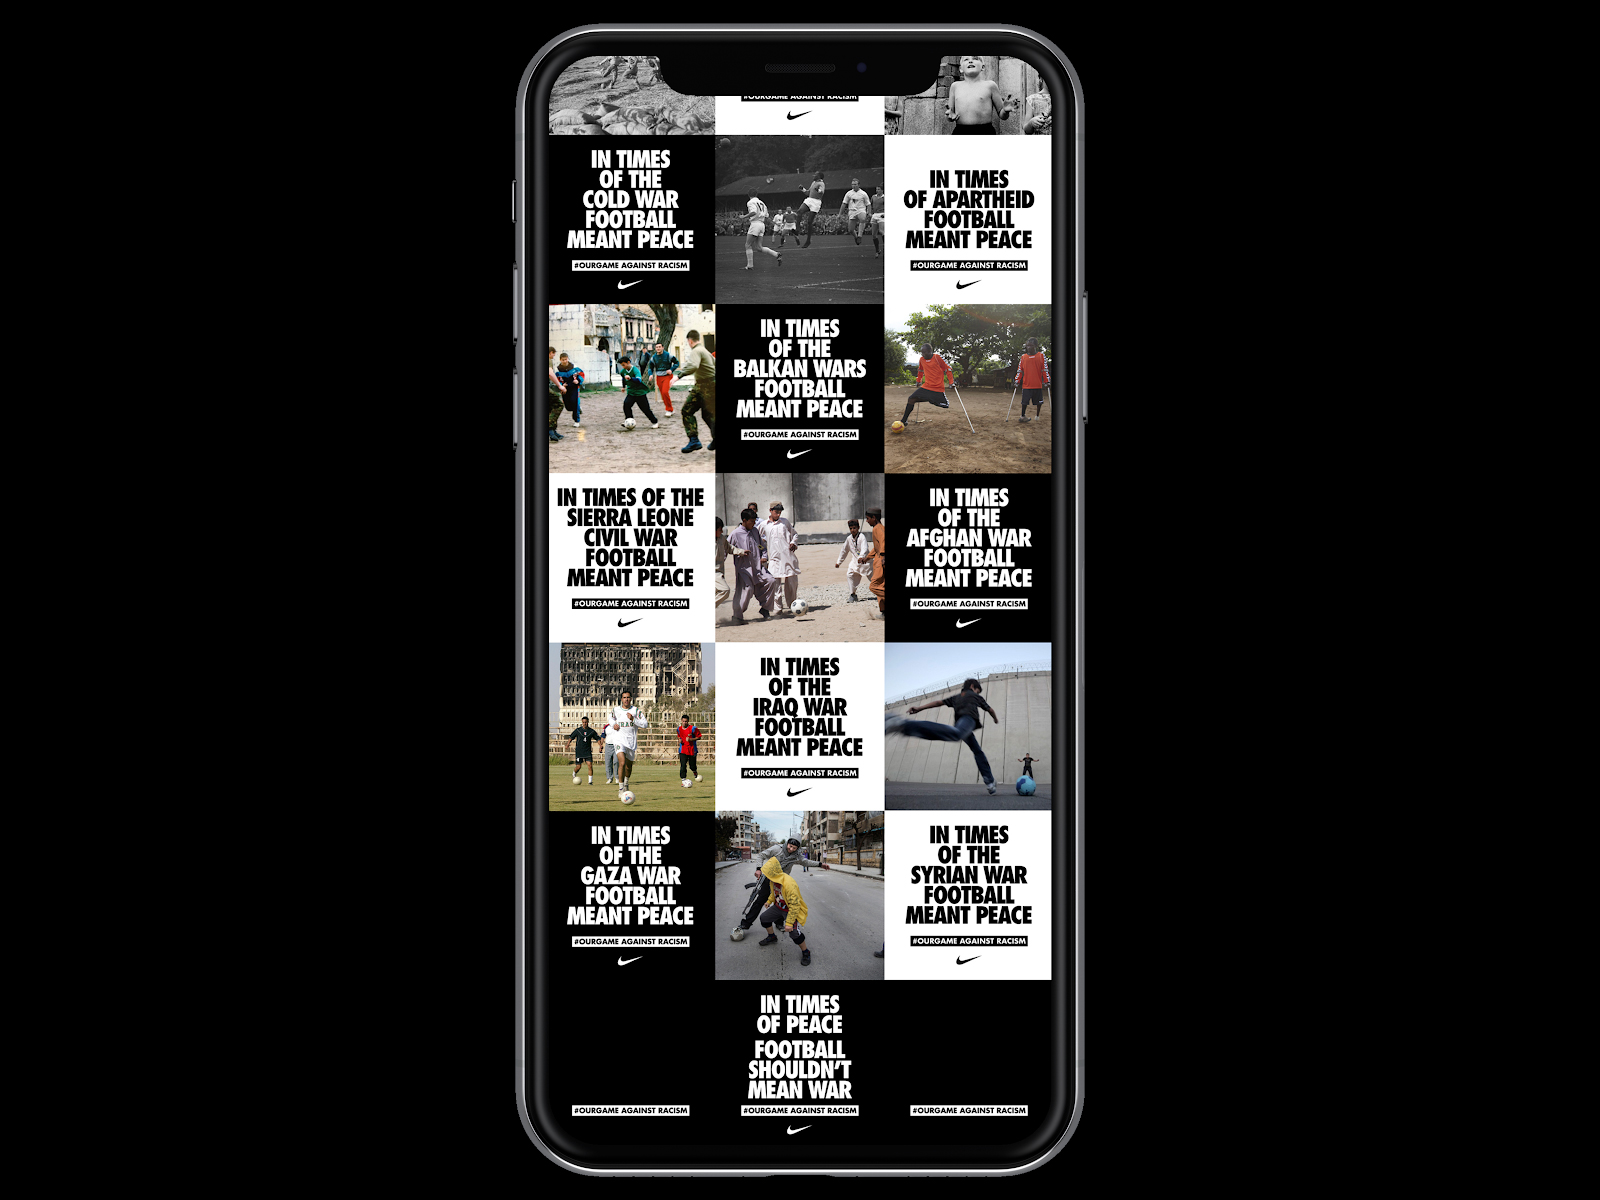 #OURGAME AGAINST RACISM
IN TIMES
OF THE
COLD WAR
FOOTBALL
MEANT PEACE
#OURGAME AGAINST RACISM
IN TIMES
OF APARTHEID
FOOTBALL
MEANT PEACE
#OURGAME AGAINST RACISM
IN TIMES
OF THE
BALKAN WARS
FOOTBALL
MEANT PEACE
#OURGAME AGAINST RACISM
IN TIMES OF THE
SIERRA LEONE
CIVIL WAR
FOOTBALL
MEANT PEACE
#OURGAME AGAINST RACISM
IN TIMES
OF THE
AFGHAN WAR
FOOTBALL
MEANT PEACE
#OURGAME AGAINST RACISM
IRAQ
IN TIMES
OF THE
IRAQ WAR
FOOTBALL
MEANT PEACE
#OURGAME AGAINST RACISM
IN TIMES
OF THE
GAZA WAR
FOOTBALL
MEANT PEACE
#OURGAME AGAINST RACISM
IN TIMES
OF THE
SYRIAN WAR
FOOTBALL
MEANT PEACE
#OURGAME AGAINST RACISM
IN TIMES
OF PEACE
FOOTBALL
SHOULDN'T
MEAN WAR
#OURGAME AGAINST RACISM
#OURGAME AGAINST RACISM
#OURGAME AGAINST RACISM